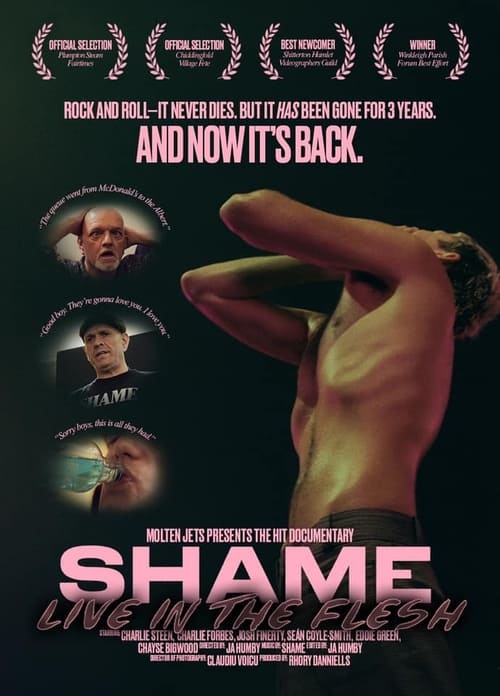 OFFICIAL SELECTION
Plumpton Steam
Fairtimes
OFFICIAL SELECTION
Chiddingfold
Village Fete
BEST NEWCOMER
Shitterton Hamlet
Videographers Guild
WINNER
Winkleigh Parish
Forum Best Effort
ROCK AND ROLL—IT NEVER DIES. BUT IT HAS BEEN GONE FOR 3 YEARS.
AND NOW IT'S BACK.
"The queue went from McDonald's to the Albert."
"Good boy. They're gonna love you. I love you."
SHAME
"Sorry boys, this is all they had."
MOLTEN JETS PRESENTS THE HIT DOCUMENTARY
SHAME
LIVE IN THE FLESH
STARRING CHARLIE STEEN, CHARLIE FORBES, JOSH FINERTY, SEÁN COYLE-SMITH, EDDIE GREEN,
CHAYSE BIGWOOD DIRECTED BY JA HUMBY MUSIC BY SHAME EDITED BY JA HUMBY
DIRECTOR OF PHOTOGRAPHY CLAUDIU VOICU PRODUCED BY RHORY DANNIELLS